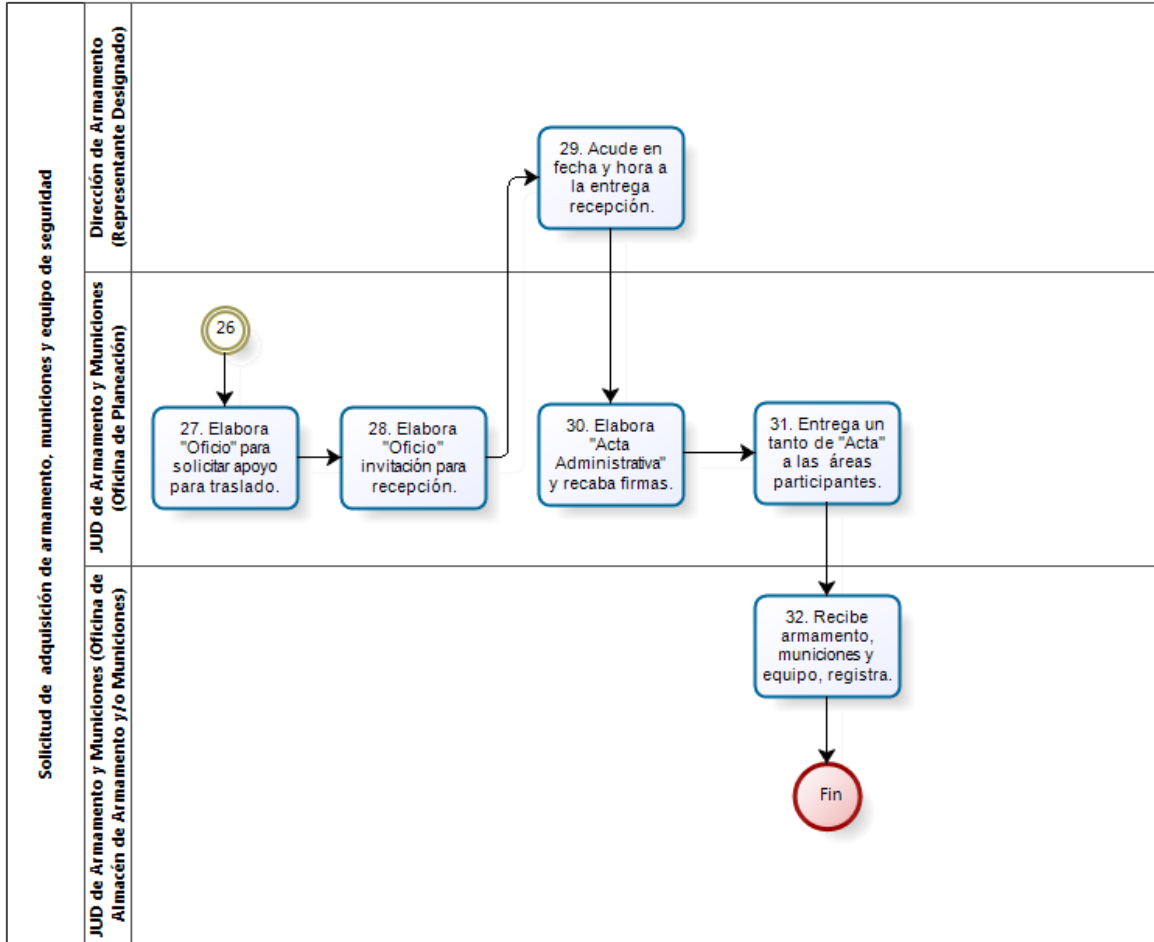 Solicitud de  adquisición de armamento, municiones y equipo de seguridad
Dirección de Armamento
(Representante Designado)
29. Acude en
fecha y hora a
la entrega
recepción.
JUD de Armamento y Municiones
(Oficina de Planeación)
26
27. Elabora
"Oficio" para
solicitar apoyo
para traslado.
28. Elabora
"Oficio"
invitación para
recepción.
30. Elabora
"Acta
Administrativa"
y recaba firmas.
31. Entrega un
tanto de "Acta"
a las  áreas
participantes.
JUD de Armamento y Municiones (Oficina de
Almacén de Armamento y/o Municiones)
32. Recibe
armamento,
municiones y
equipo, registra.
Fin